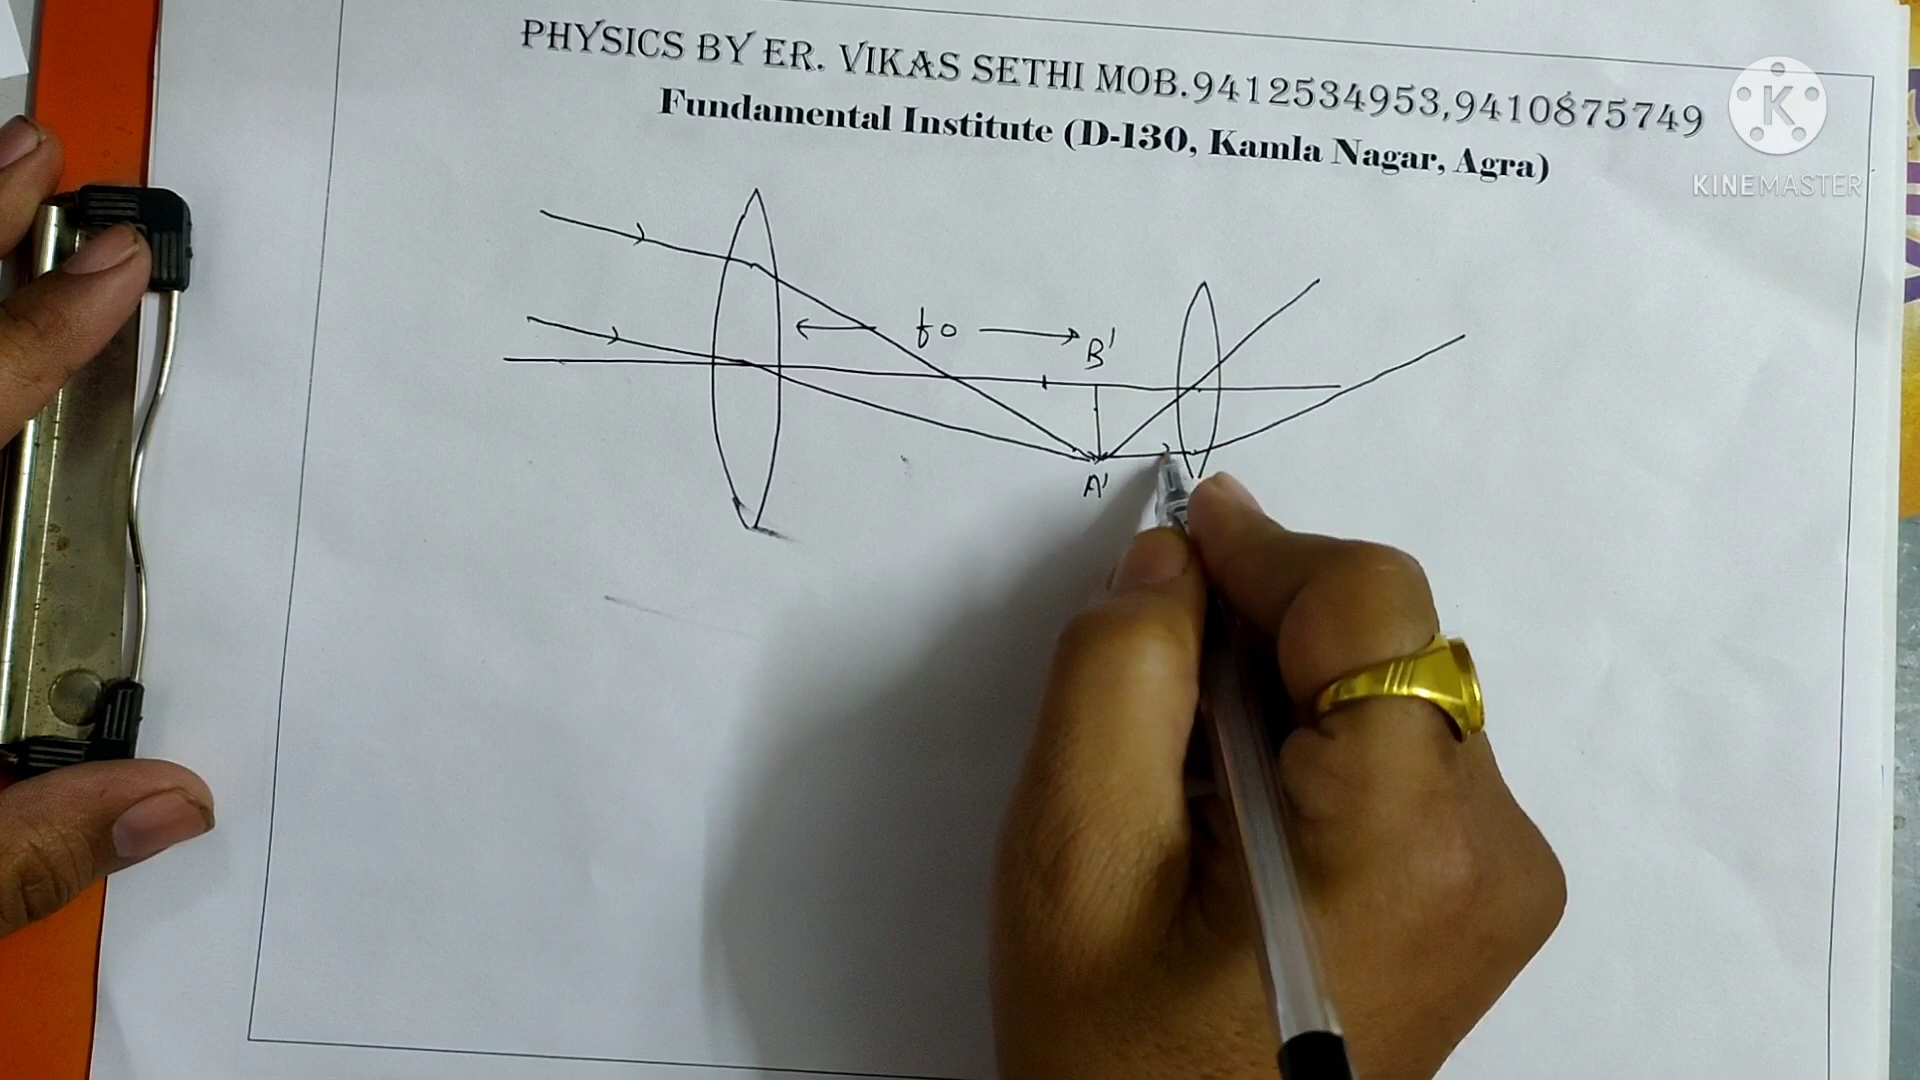 PHYSICS BY ER. VIKAS SETHI MOB.9412534953,9410875749
Fundamental Institute (D-130, Kamla Nagar, Agra)
K
KINEMASTER
fo
B'
A'